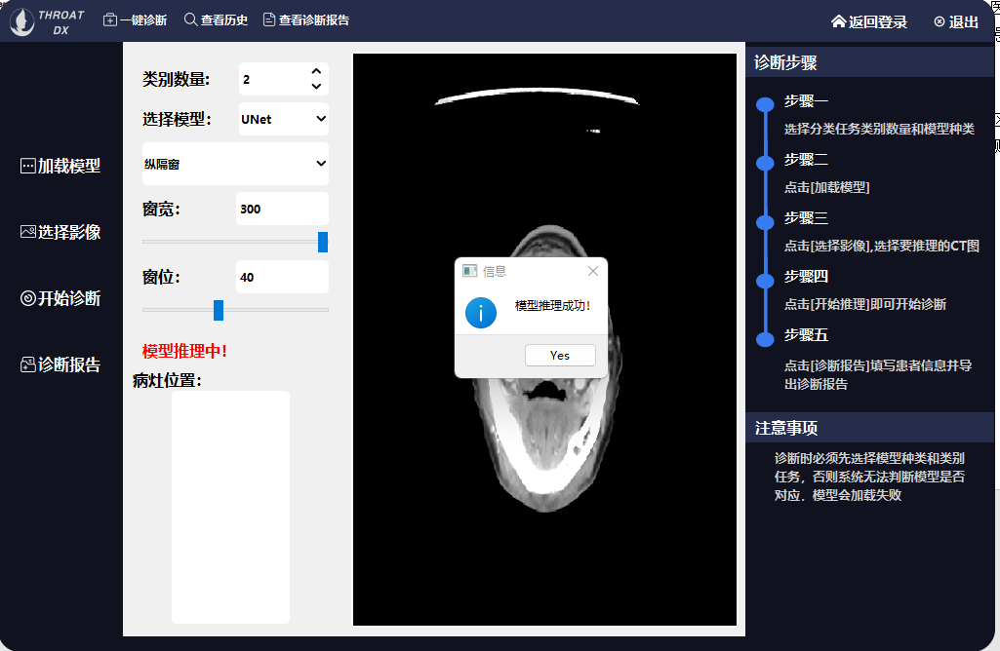 THROAT
DX
一键诊断
查看历史
查看诊断报告
返回登录
退出
加载模型
选择影像
开始诊断
诊断报告
类别数量:
2
选择模型:
UNet
纵隔窗
窗宽:
300
窗位:
40
模型推理中!
病灶位置:
信息
模型推理成功!
Yes
诊断步骤
步骤一
选择分类任务类别数量和模型种类
步骤二
点击[加载模型]
步骤三
点击[选择影像],选择要推理的CT图
步骤四
点击[开始推理]即可开始诊断
步骤五
点击[诊断报告]填写患者信息并导
出诊断报告
注意事项
诊断时必须先选择模型种类和类别
任务，否则系统无法判断模型是否
对应，模型会加载失败